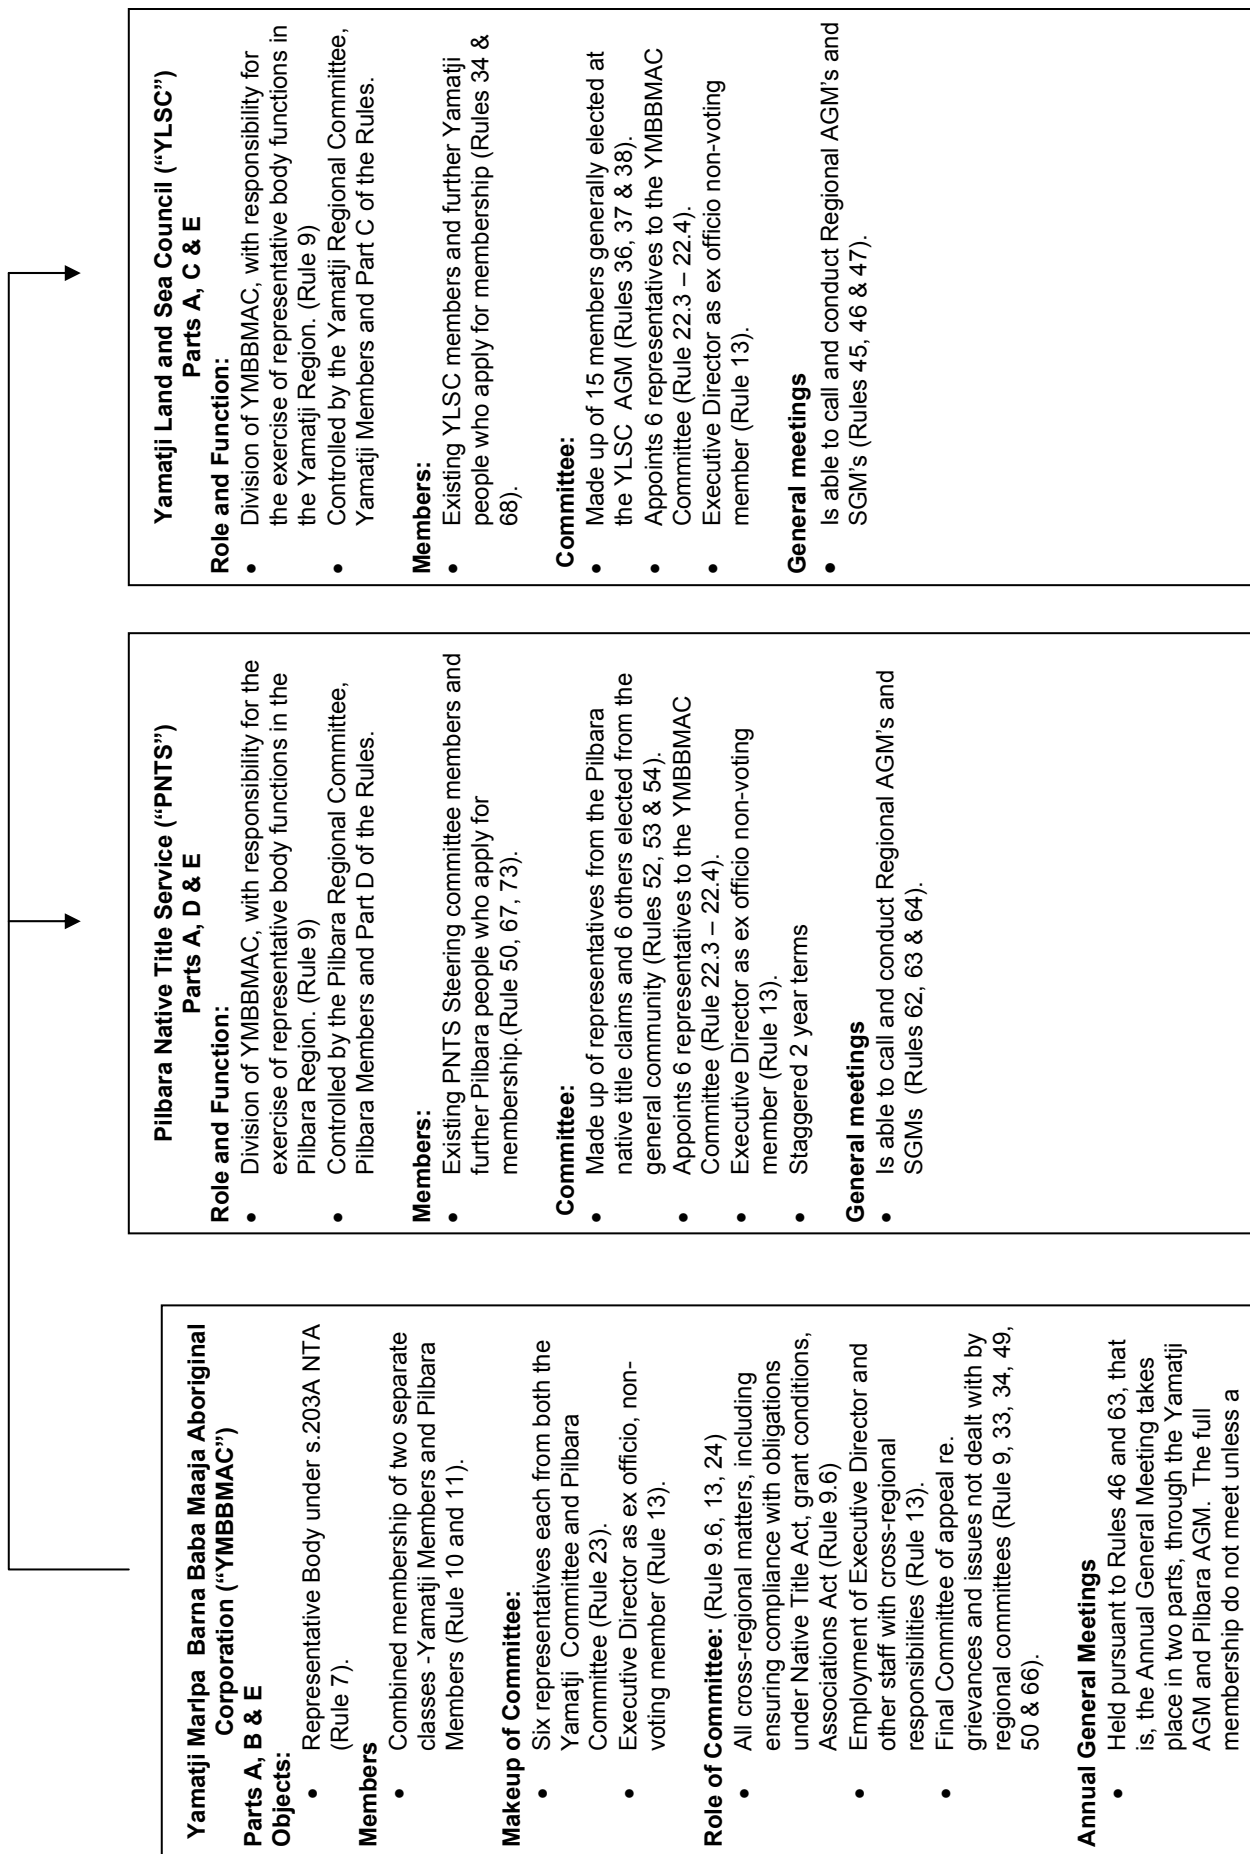 Yamatji Marlpa  Barna Baba Maaja Aboriginal
Corporation (“YMBBMAC”)
Parts A, B & E
Objects:
• Representative Body under s.203A NTA
(Rule 7).
Members
• Combined membership of two separate
classes -Yamatji Members and Pilbara
Members (Rule 10 and 11).
Makeup of Committee:
• Six representatives each from both the
Yamatji  Committee and Pilbara
Committee (Rule 23).
• Executive Director as ex officio, non-
voting member (Rule 13).
Role of Committee: (Rule 9.6, 13, 24)
• All cross-regional matters, including
ensuring compliance with obligations
under Native Title Act, grant conditions,
Associations Act (Rule 9.6)
• Employment of Executive Director and
other staff with cross-regional
responsibilities (Rule 13).
• Final Committee of appeal re.
grievances and issues not dealt with by
regional committees (Rule 9, 33, 34, 49,
50 & 66).
Annual General Meetings
• Held pursuant to Rules 46 and 63, that
is, the Annual General Meeting takes
place in two parts, through the Yamatji
AGM and Pilbara AGM.  The full
membership do not meet unless a
Pilbara Native Title Service (“PNTS”)
Parts A, D & E
Role and Function:
• Division of YMBBMAC, with responsibility for the
exercise of representative body functions in the
Pilbara Region. (Rule 9)
• Controlled by the Pilbara Regional Committee,
Pilbara Members and Part D of the Rules.
Members:
• Existing PNTS Steering committee members and
further Pilbara people who apply for
membership.(Rule 50, 67, 73).
Committee:
• Made up of representatives from the Pilbara
native title claims and 6 others elected from the
general community (Rules 52, 53 & 54).
• Appoints 6 representatives to the YMBBMAC
Committee (Rule 22.3 – 22.4).
• Executive Director as ex officio non-voting
member (Rule 13).
• Staggered 2 year terms
General meetings
• Is able to call and conduct Regional AGM’s and
SGMs  (Rules 62, 63 & 64).
Yamatji Land and Sea Council (“YLSC”)
Parts A, C & E
Role and Function:
• Division of YMBBMAC, with responsibility for
the exercise of representative body functions in
the Yamatji Region. (Rule 9)
• Controlled by the Yamatji Regional Committee,
Yamatji Members and Part C of the Rules.
Members:
• Existing YLSC members and further Yamatji
people who apply for membership (Rules 34 &
68).
Committee:
• Made up of 15 members generally elected at
the YLSC  AGM (Rules 36, 37 & 38).
• Appoints 6 representatives to the YMBBMAC
Committee (Rule 22.3 – 22.4).
• Executive Director as ex officio non-voting
member (Rule 13).
General meetings
• Is able to call and conduct Regional AGM’s and
SGM’s (Rules 45, 46 & 47).